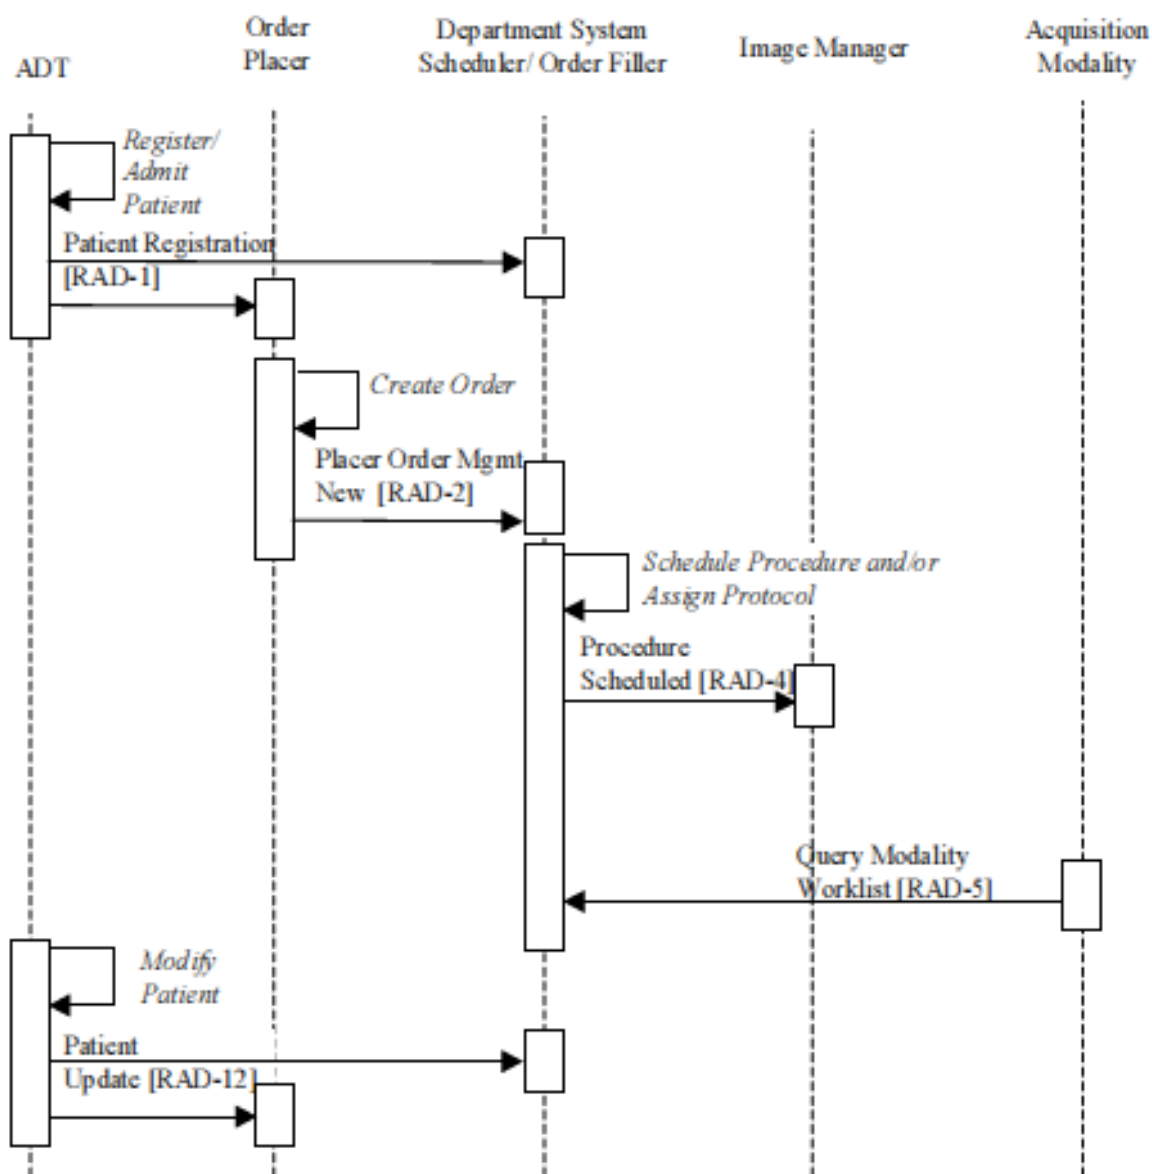 ADT
Order
Placer
Department System
Scheduler/ Order Filler
Image Manager
Acquisition
Modality
Register/
Admit
Patient
Patient Registration
[RAD-1]
Create Order
Placer Order Mgmt
New [RAD-2]
Schedule Procedure and/or
Assign Protocol
Procedure
Scheduled [RAD-4]
Query Modality
Worklist [RAD-5]
Modify
Patient
Patient
Update [RAD-12]